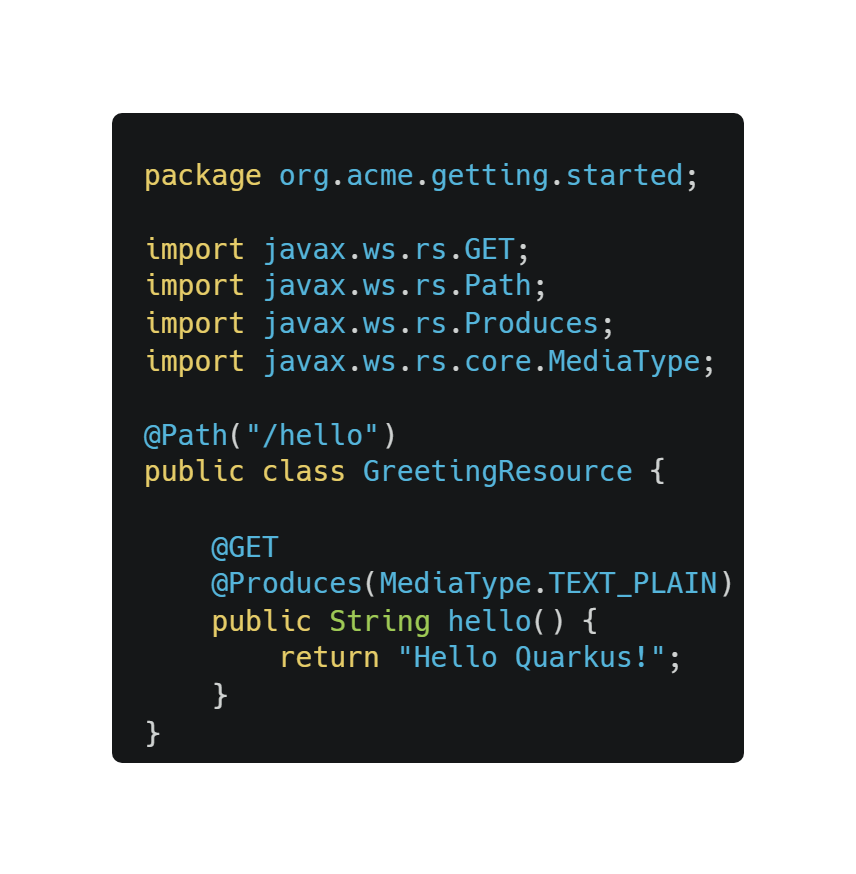 package org.acme.getting.started;

import javax.ws.rs.GET;
import javax.ws.rs.Path;
import javax.ws.rs.Produces;
import javax.ws.rs.core.MediaType;

@Path("/hello")
public class GreetingResource {

    @GET
    @Produces(MediaType.TEXT_PLAIN)
    public String hello() {
        return "Hello Quarkus!";
    }
}